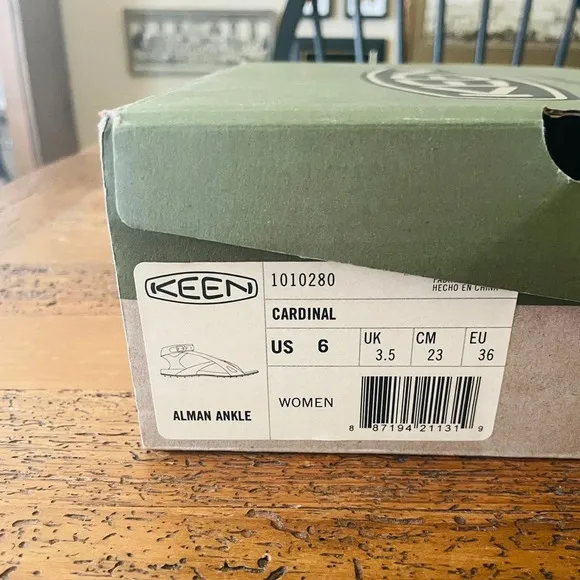 KEEN
1010280
HECHO EN CHINA
CARDINAL
US 6
UK 3.5
CM 23
EU 36
ALMAN ANKLE
WOMEN
8 87194 21131 9